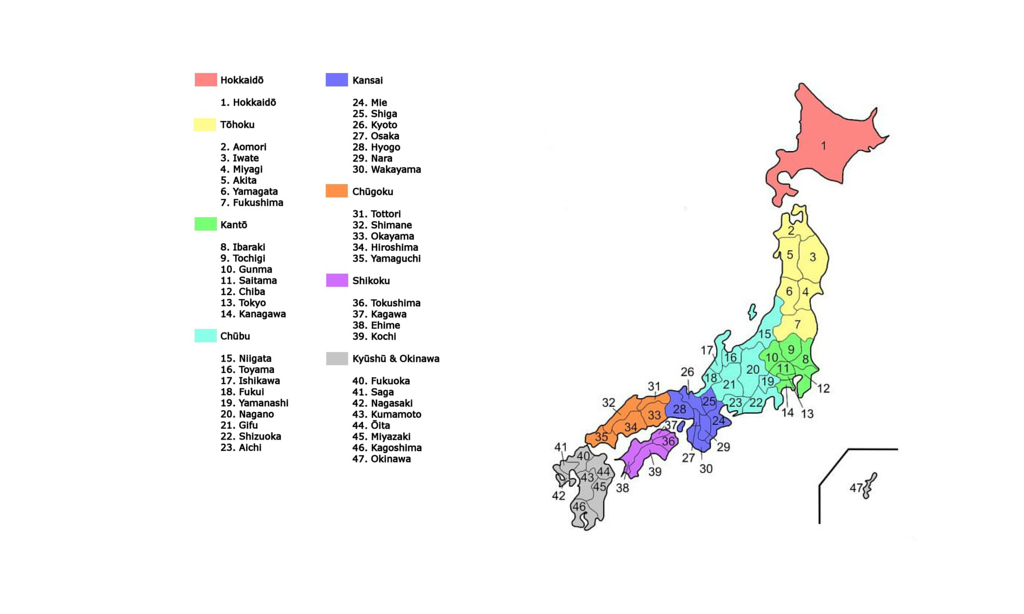 Hokkaidō
1. Hokkaidō
Tōhoku
2. Aomori
3. Iwate
4. Miyagi
5. Akita
6. Yamagata
7. Fukushima
Kantō
8. Ibaraki
9. Tochigi
10. Gunma
11. Saitama
12. Chiba
13. Tokyo
14. Kanagawa
Chūbu
15. Niigata
16. Toyama
17. Ishikawa
18. Fukui
19. Yamanashi
20. Nagano
21. Gifu
22. Shizuoka
23. Aichi
Kansai
24. Mie
25. Shiga
26. Kyoto
27. Osaka
28. Hyogo
29. Nara
30. Wakayama
Chūgoku
31. Tottori
32. Shimane
33. Okayama
34. Hiroshima
35. Yamaguchi
Shikoku
36. Tokushima
37. Kagawa
38. Ehime
39. Kochi
Kyūshū & Okinawa
40. Fukuoka
41. Saga
42. Nagasaki
43. Kumamoto
44. Ōita
45. Miyazaki
46. Kagoshima
47. Okinawa
1
2
5
3
6
4
7
15
17
16
10
9
8
11
20
18
19
21
26
12
14
13
31
32
25
23
22
28
33
24
34
37
35
36
29
41
40
27
30
39
44
43
45
38
42
46
47